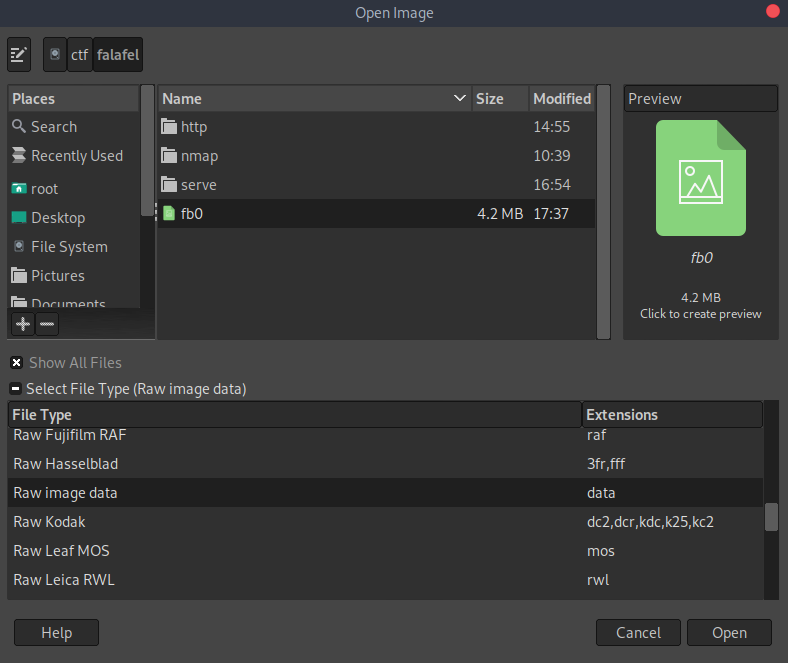 Open Image
ctf falafel
Places
Search
Recently Used
root
Desktop
File System
Pictures
Documents
Name Size Modified
http 14:55
nmap 10:39
serve 16:54
fb0 4.2 MB 17:37
Preview
fb0
4.2 MB
Click to create preview
Show All Files
Select File Type (Raw image data)
File Type Extensions
Raw Fujifilm RAF raf
Raw Hasselblad 3fr,fff
Raw image data data
Raw Kodak dc2,dcr,kdc,k25,kc2
Raw Leaf MOS mos
Raw Leica RWL rwl
Help Cancel Open